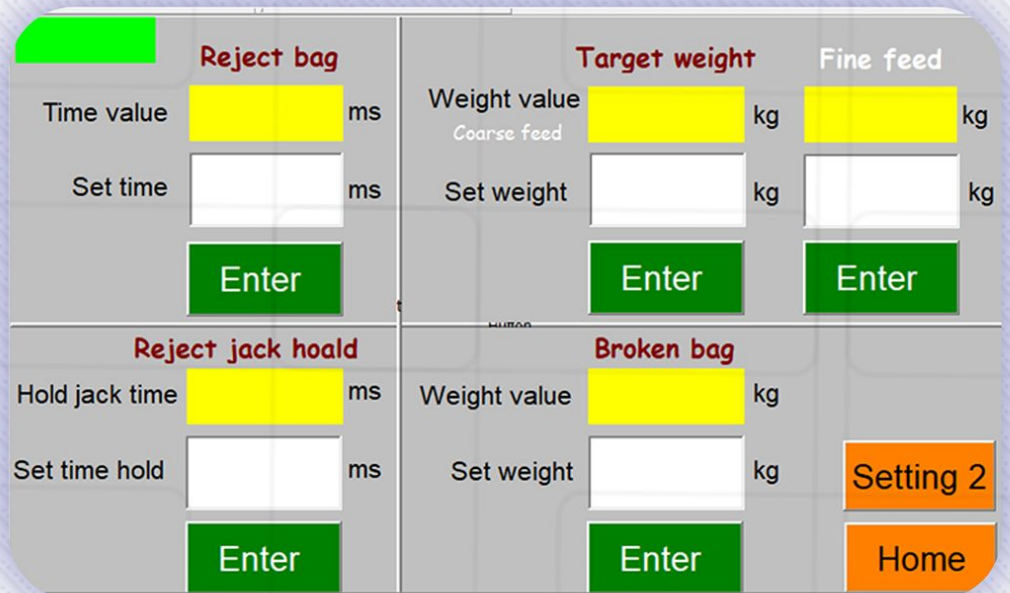 Reject bag
Time value ms
Set time ms
Enter
Target weight Fine feed
Weight value kg kg
Coarse feed
Set weight kg kg
Enter Enter
Reject jack hoald
Hold jack time ms
Set time hold ms
Enter
Broken bag
Weight value kg
Set weight kg
Enter
Setting 2
Home